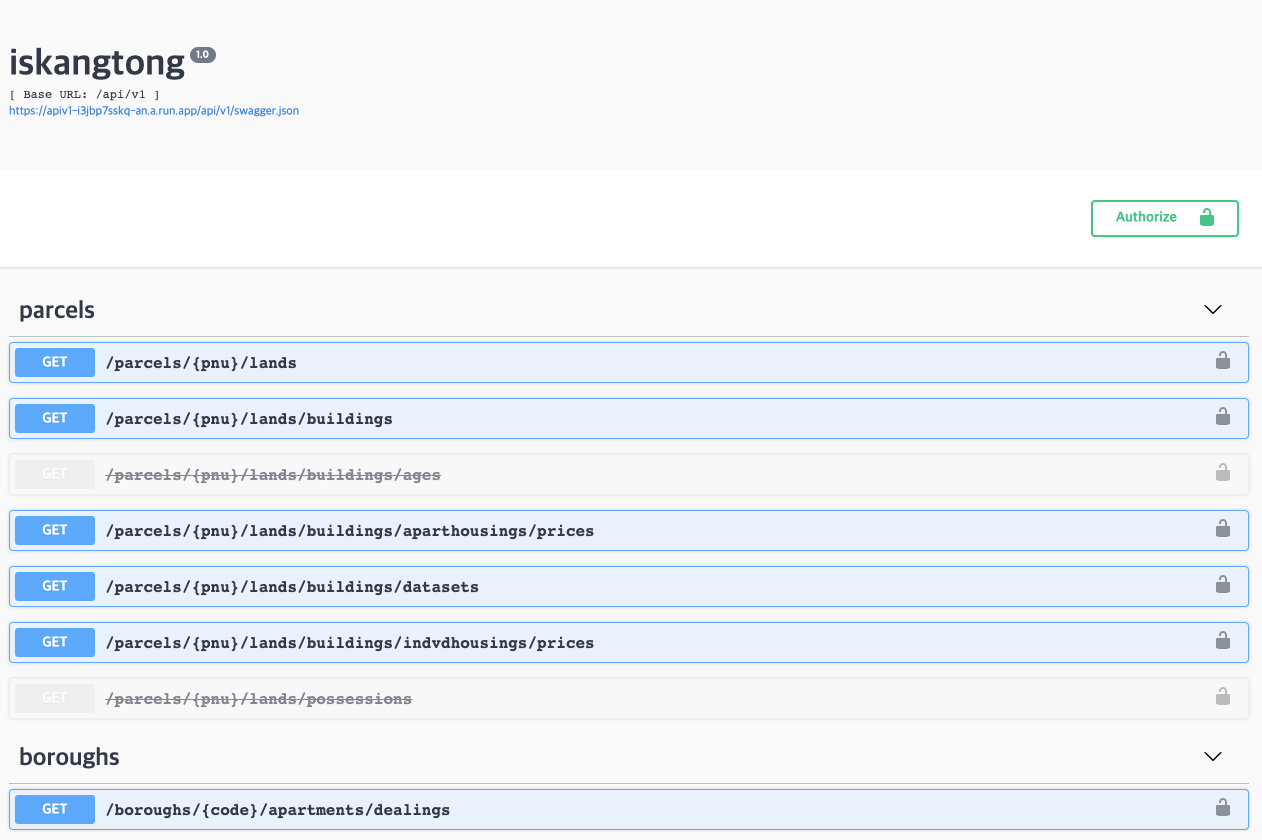 iskangtong 1.0
[ Base URL: /api/v1 ]
https://apiv1-i3jbp7sskq-an.a.run.app/api/v1/swagger.json
Authorize
parcels
GET /parcels/{pnu}/lands
GET /parcels/{pnu}/lands/buildings
GET /parcels/{pnu}/lands/buildings/ages
GET /parcels/{pnu}/lands/buildings/aparthousings/prices
GET /parcels/{pnu}/lands/buildings/datasets
GET /parcels/{pnu}/lands/buildings/indvdhousings/prices
GET /parcels/{pnu}/lands/possessions
boroughs
GET /boroughs/{code}/apartments/dealings